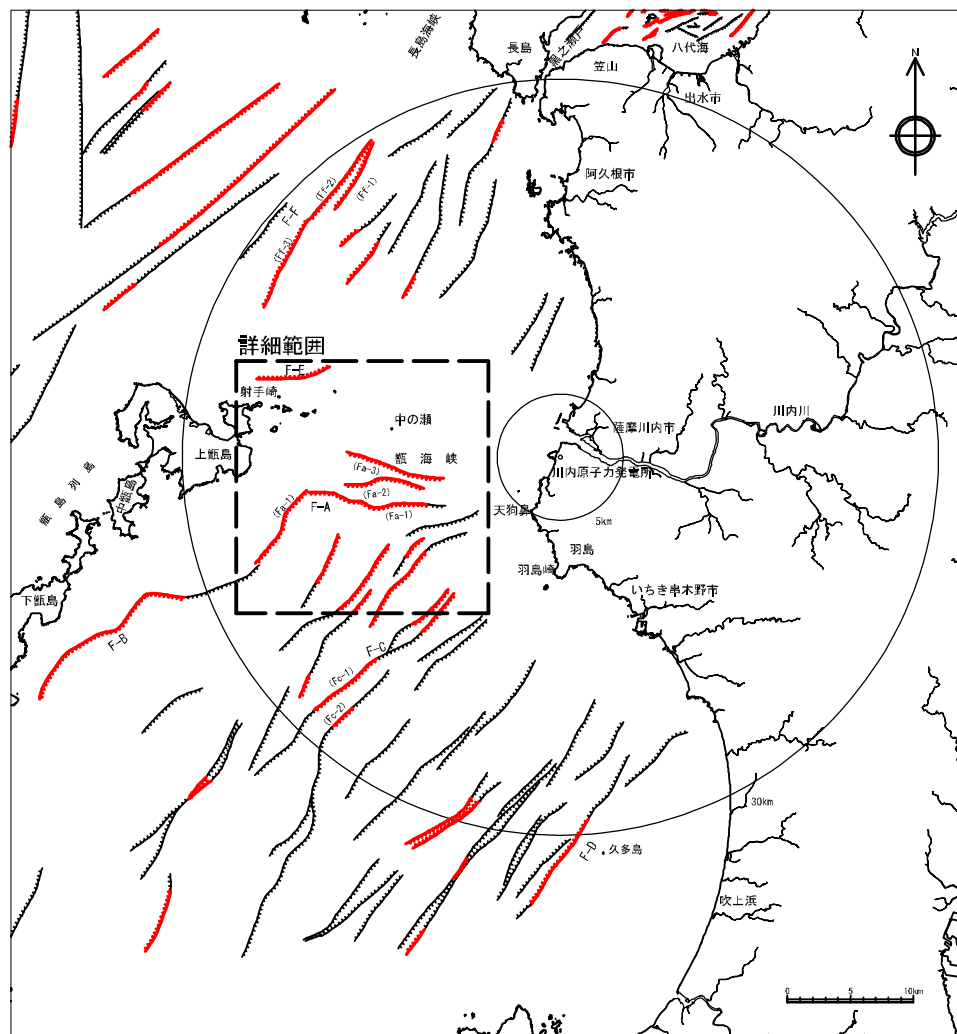 長島海峡
長島
黒之瀬戸
八代海
笠山
出水市
N
阿久根市
(Ff-2)
(Ff-1)
F-F
(Ff-3)
詳細範囲
F-E
射手崎
中の瀬
薩摩川内市
川内川
上甑島
甑海峡
川内原子力発電所
(Fa-3)
(Fa-2)
(Fa-1)
F-A
(Fa-1)
甑島列島
中甑島
天狗鼻
5km
羽島
羽島崎
いちき串木野市
下甑島
F-B
F-C
(Fc-1)
(Fc-2)
30km
F-D
久多島
吹上浜
0 5 10km